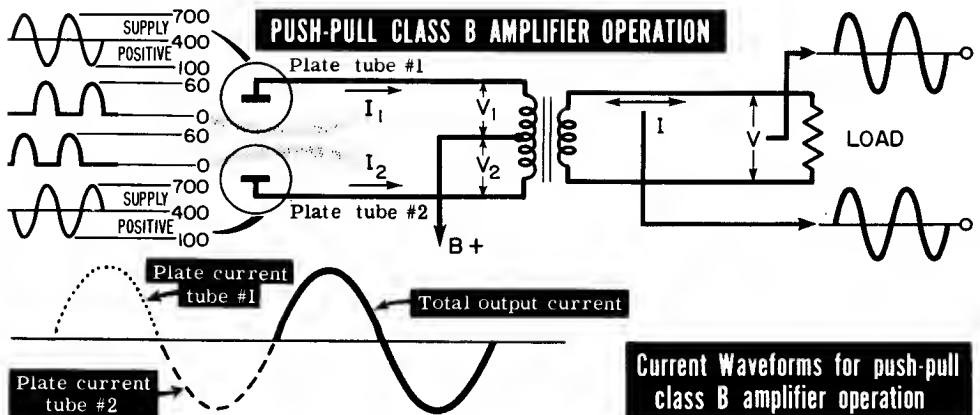 PUSH-PULL CLASS B AMPLIFIER OPERATION
700
SUPPLY
400
POSITIVE
100
60
0
60
0
700
SUPPLY
400
POSITIVE
100
Plate tube #1
I1
V1
V2
I2
Plate tube #2
B+
I
V
LOAD
Plate current
tube #1
Total output current
Plate current
tube #2
Current Waveforms for push-pull
class B amplifier operation